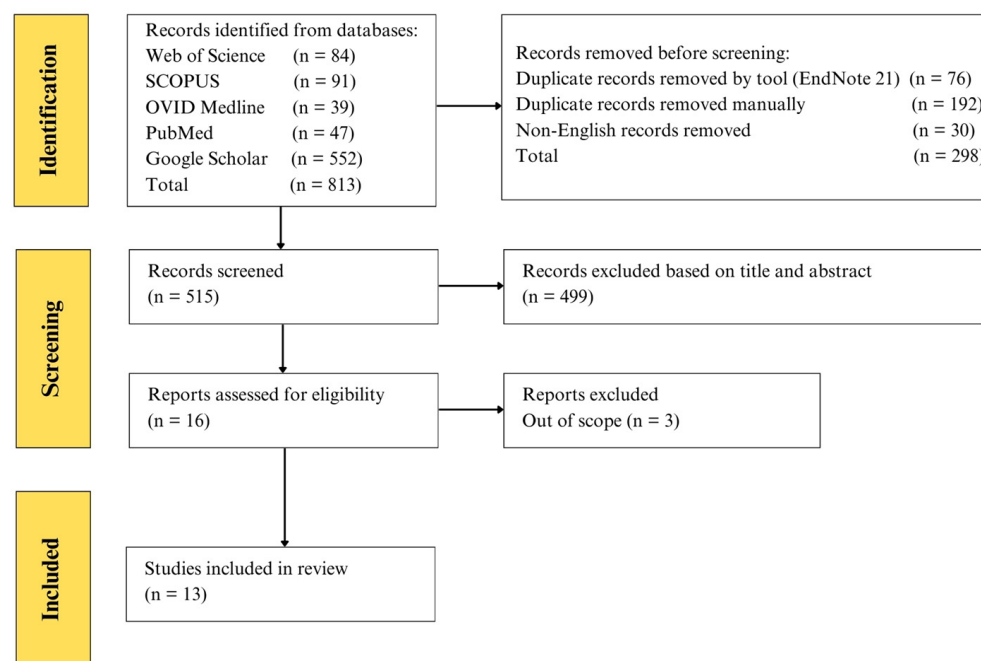 Identification
Records identified from databases:
Web of Science (n = 84)
SCOPUS (n = 91)
OVID Medline (n = 39)
PubMed (n = 47)
Google Scholar (n = 552)
Total (n = 813)
Records removed before screening:
Duplicate records removed by tool (EndNote 21) (n = 76)
Duplicate records removed manually (n = 192)
Non-English records removed (n = 30)
Total (n = 298)
Screening
Records screened
(n = 515)
Records excluded based on title and abstract
(n = 499)
Reports assessed for eligibility
(n = 16)
Reports excluded
Out of scope (n = 3)
Included
Studies included in review
(n = 13)